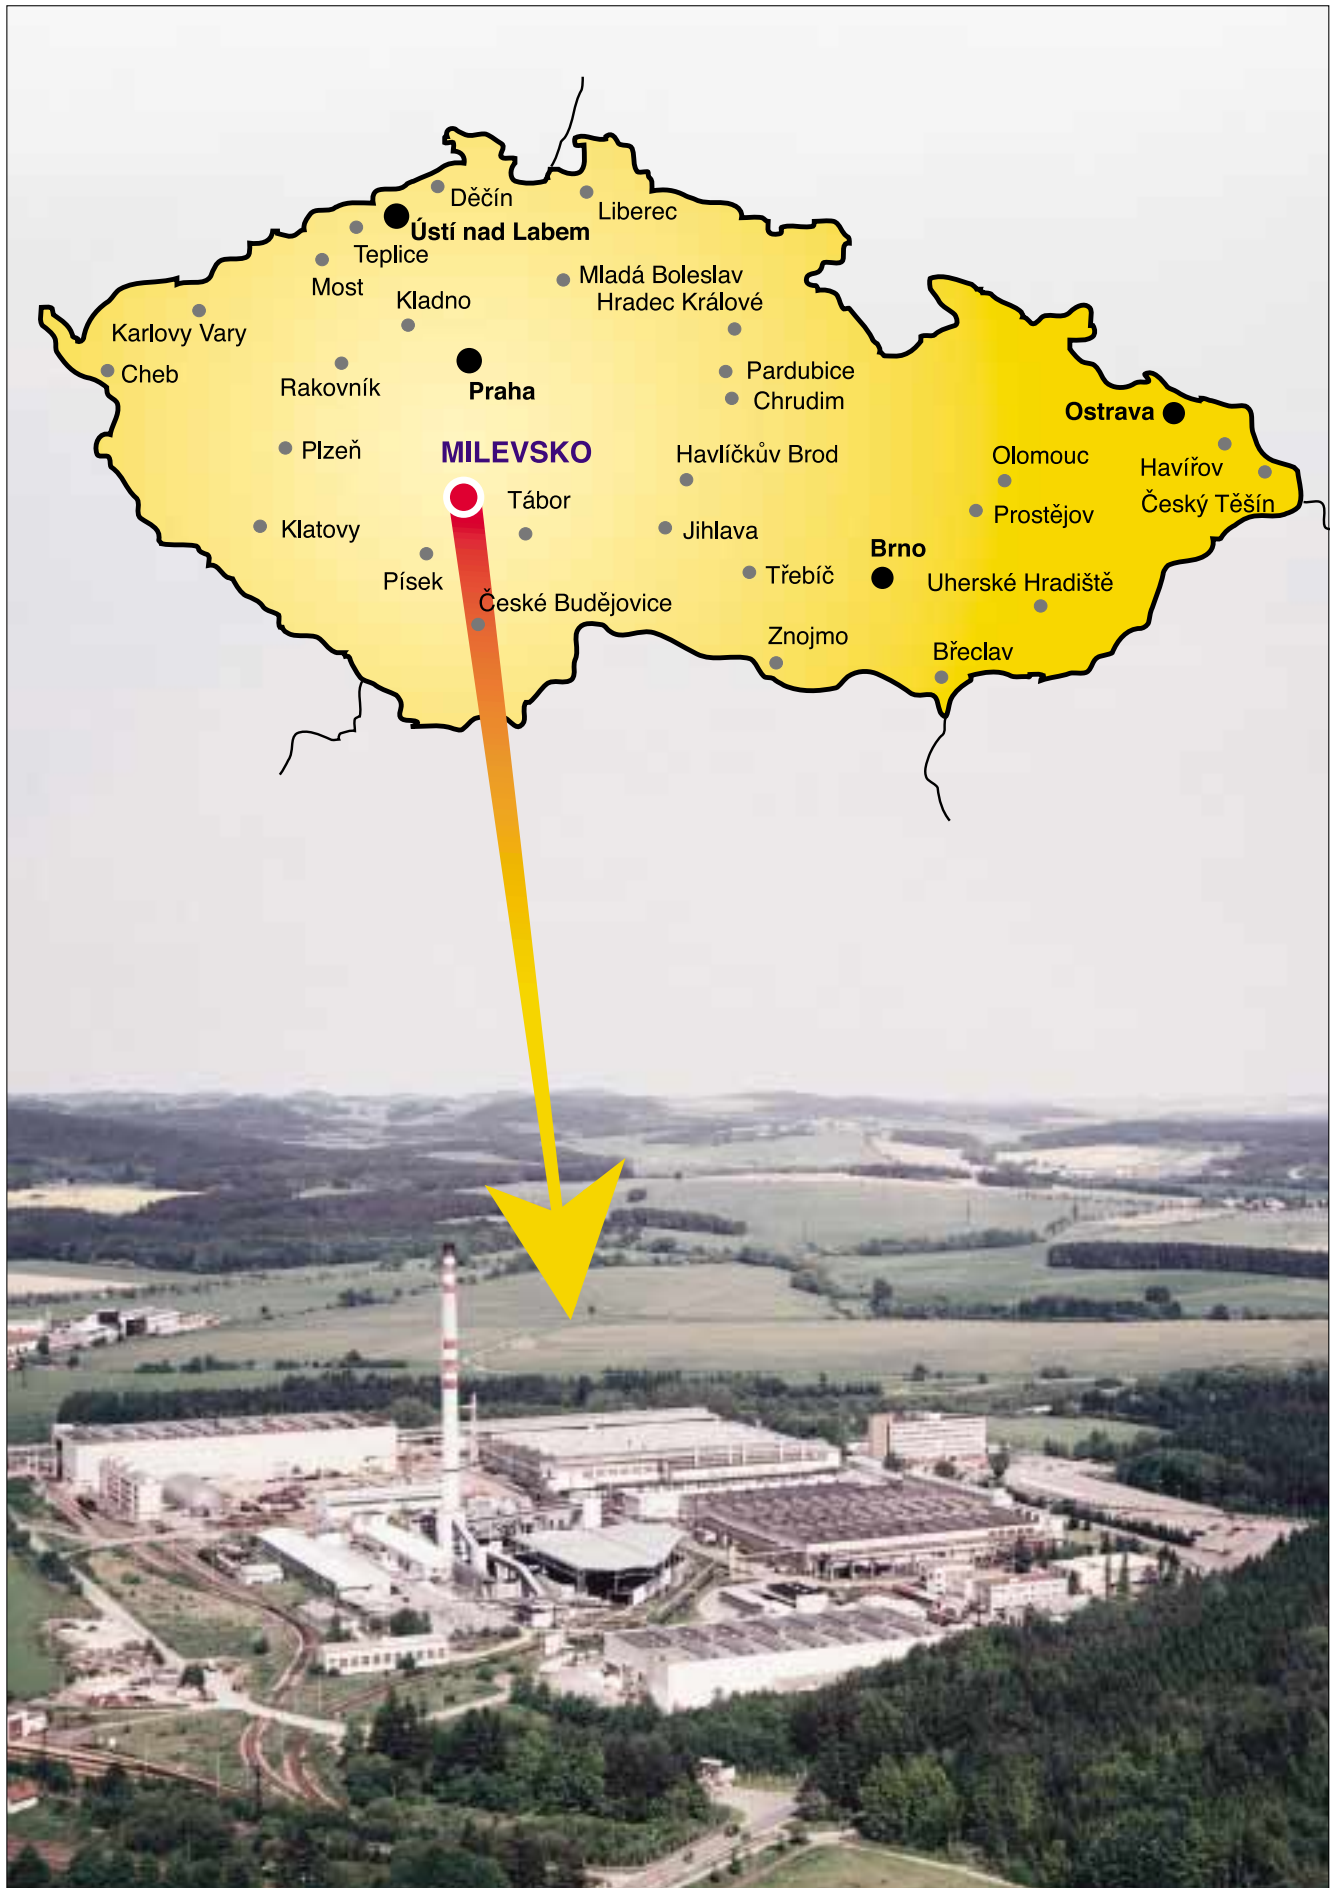 Děčín
Liberec
Ústí nad Labem
Teplice
Most
Mladá Boleslav
Kladno
Hradec Králové
Karlovy Vary
Cheb
Rakovník
Praha
Pardubice
Chrudim
Ostrava
Plzeň
MILEVSKO
Havlíčkův Brod
Olomouc
Havířov
Český Těšín
Tábor
Klatovy
Jihlava
Prostějov
Brno
Písek
Třebíč
Uherské Hradiště
České Budějovice
Znojmo
Břeclav